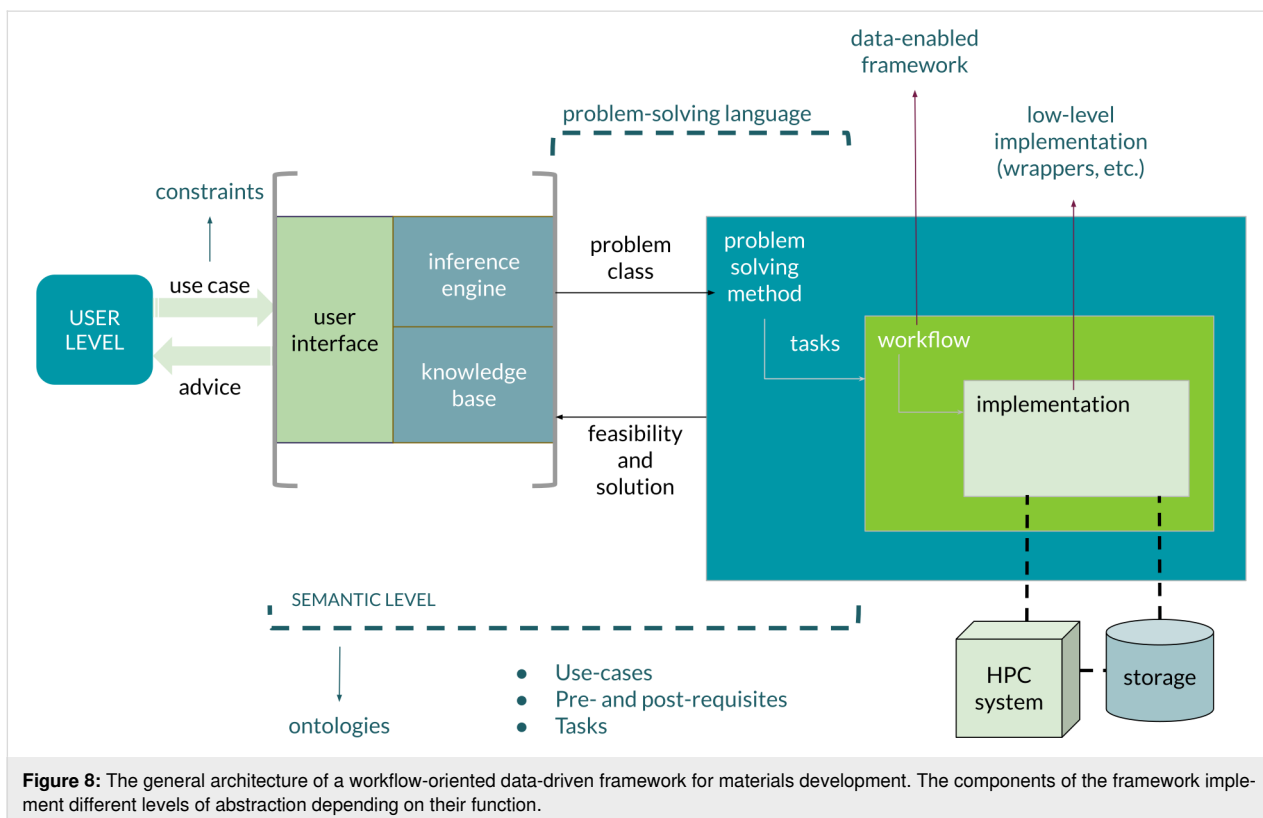 data-enabled
framework
problem-solving language
low-level
implementation
(wrappers, etc.)
constraints
use case
USER
LEVEL
advice
user
interface
inference
engine
knowledge
base
problem
class
feasibility
and
solution
problem
solving
method
tasks
workflow
implementation
SEMANTIC LEVEL
ontologies
● Use-cases
● Pre- and post-requisites
● Tasks
HPC
system
storage
Figure 8: The general architecture of a workflow-oriented data-driven framework for materials development. The components of the framework imple-
ment different levels of abstraction depending on their function.